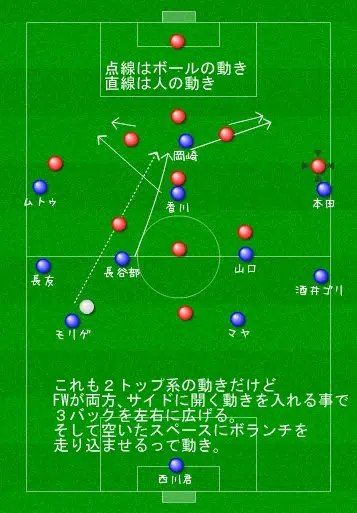 点線はボールの動き
直線は人の動き
岡崎
ムトゥ
香川
本田
長友
長谷部
山口
酒井ゴリ
モリゲ
マヤ
これも2トップ系の動きだけど
FWが両方、サイドに開く動きを入れる事で
3バックを左右に広げる。
そして空いたスペースにボランチを
走り込ませるって動き。
西川君